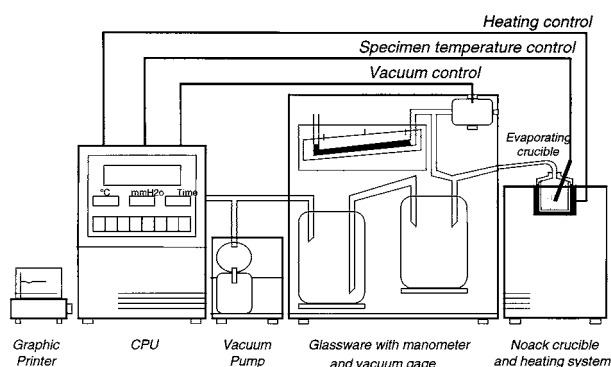 Heating control
Specimen temperature control
Vacuum control
Evaporating
crucible
°C mmH2o Time
Graphic
Printer
CPU
Vacuum
Pump
Glassware with manometer
and vacuum gage
Noack crucible
and heating system